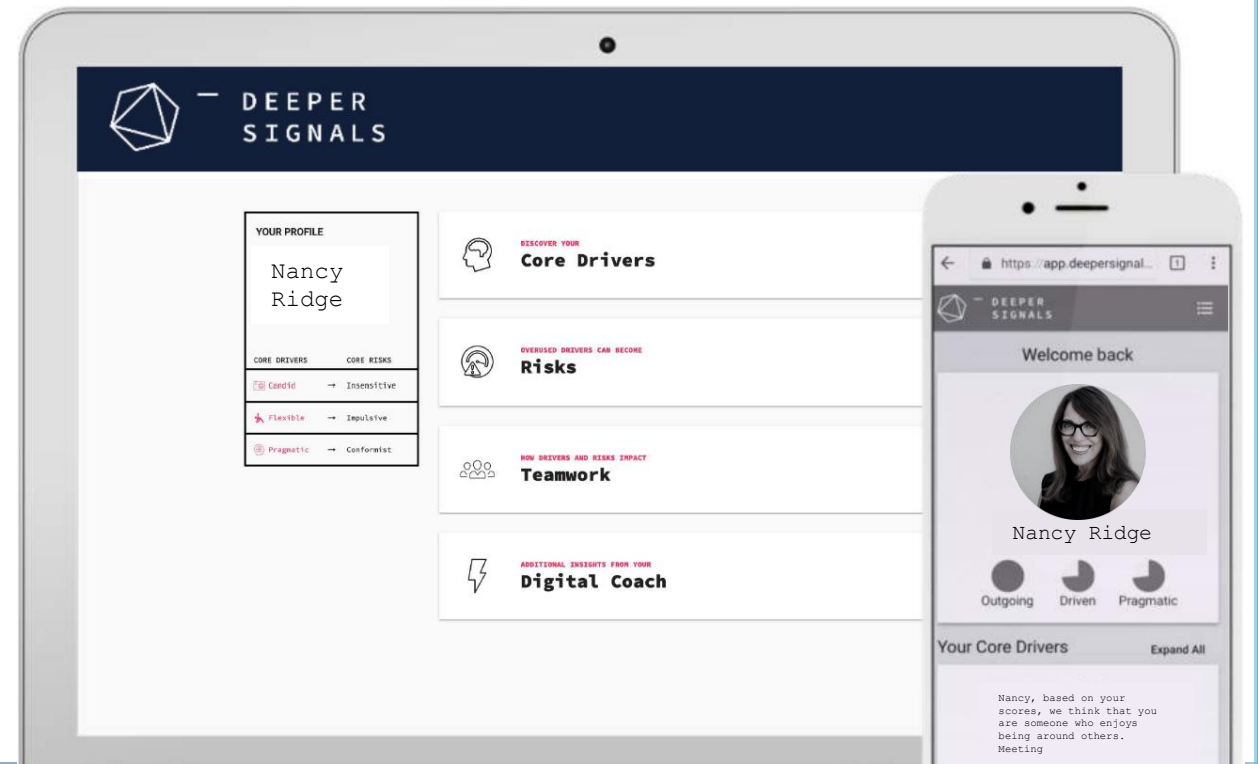 DEEPER
SIGNALS
YOUR PROFILE
Nancy
Ridge
CORE DRIVERS CORE RISKS
Candid → Insensitive
Flexible → Impulsive
Pragmatic → Conformist
DISCOVER YOUR
Core Drivers
OVERUSED DRIVERS CAN BECOME
Risks
HOW DRIVERS AND RISKS IMPACT
Teamwork
ADDITIONAL INSIGHTS FROM YOUR
Digital Coach
https://app.deepersignal... 1
DEEPER
SIGNALS
Welcome back
Nancy Ridge
Outgoing Driven Pragmatic
Your Core Drivers Expand All
Nancy, based on your
scores, we think that you
are someone who enjoys
being around others.
Meeting